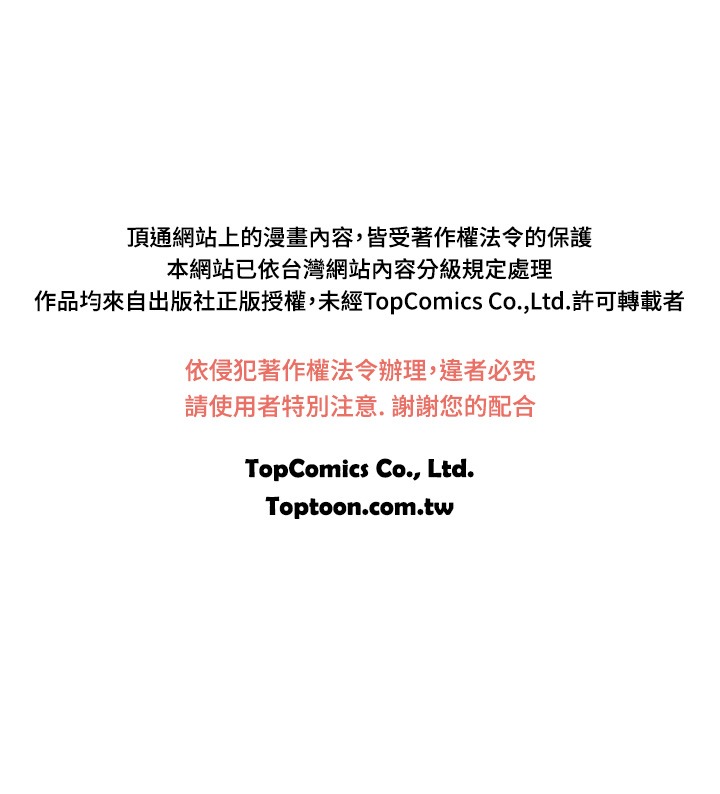 頂通網站上的漫畫內容，皆受著作權法令的保護
本網站已依台灣網站內容分級規定處理
作品均來自出版社正版授權，未經TopComics Co.,Ltd.許可轉載者
依侵犯著作權法令辦理，違者必究
請使用者特別注意. 謝謝您的配合
TopComics Co., Ltd.
Toptoon.com.tw